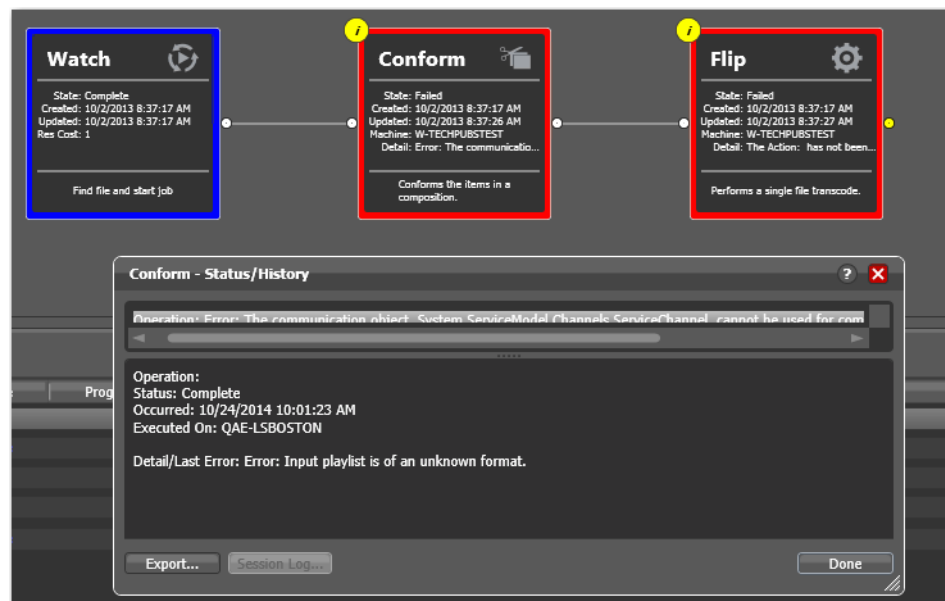 i
i
Watch
Conform
Flip
State: Complete
Created: 10/2/2013 8:37:17 AM
Updated: 10/2/2013 8:37:17 AM
Res Cost: 1
Find file and start job
State: Failed
Created: 10/2/2013 8:37:17 AM
Updated: 10/2/2013 8:37:26 AM
Machine: W-TECHPUBSTEST
Detail: Error: The communicatio...
Conforms the items in a
composition.
State: Failed
Created: 10/2/2013 8:37:17 AM
Updated: 10/2/2013 8:37:27 AM
Machine: W-TECHPUBSTEST
Detail: The Action:  has not been...
Performs a single file transcode.
Conform - Status/History
?
Operation: Error: The communication object, System.ServiceModel.Channels.ServiceChannel, cannot be used for com
Prog
Operation:
Status: Complete
Occurred: 10/24/2014 10:01:23 AM
Executed On: QAE-LSBOSTON
Detail/Last Error: Error: Input playlist is of an unknown format.
Export...
Session Log...
Done